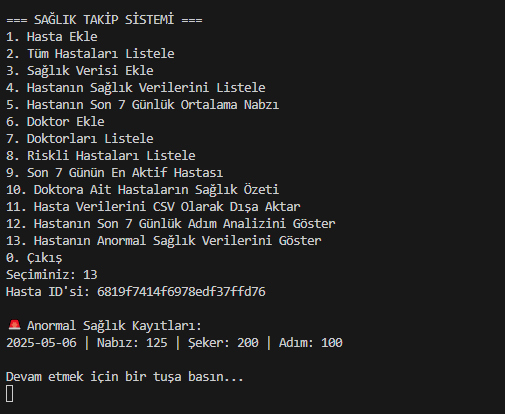 === SAĞLIK TAKİP SİSTEMİ ===
1. Hasta Ekle
2. Tüm Hastaları Listele
3. Sağlık Verisi Ekle
4. Hastanın Sağlık Verilerini Listele
5. Hastanın Son 7 Günlük Ortalama Nabzı
6. Doktor Ekle
7. Doktorları Listele
8. Riskli Hastaları Listele
9. Son 7 Günün En Aktif Hastası
10. Doktora Ait Hastaların Sağlık Özeti
11. Hasta Verilerini CSV Olarak Dışa Aktar
12. Hastanın Son 7 Günlük Adım Analizini Göster
13. Hastanın Anormal Sağlık Verilerini Göster
0. Çıkış
Seçiminiz: 13
Hasta ID'si: 6819f7414f6978edf37ffd76
🚨 Anormal Sağlık Kayıtları:
2025-05-06 | Nabız: 125 | Şeker: 200 | Adım: 100
Devam etmek için bir tuşa basın...